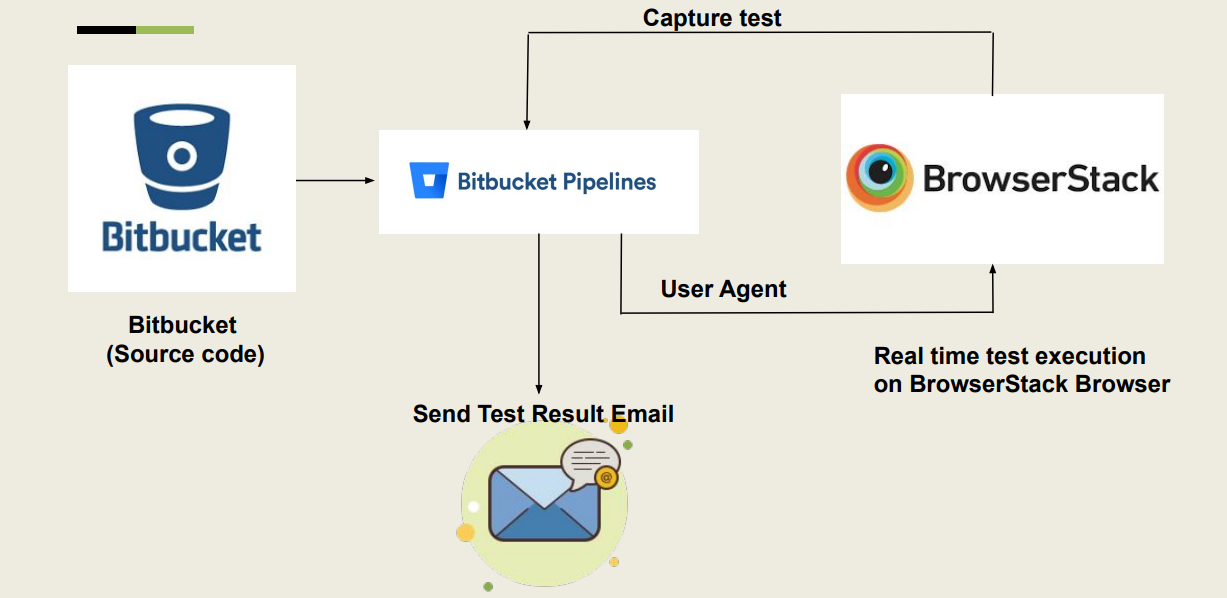 Capture test
Bitbucket
Bitbucket Pipelines
BrowserStack
User Agent
Bitbucket
(Source code)
Real time test execution
on BrowserStack Browser
Send Test Result Email
@